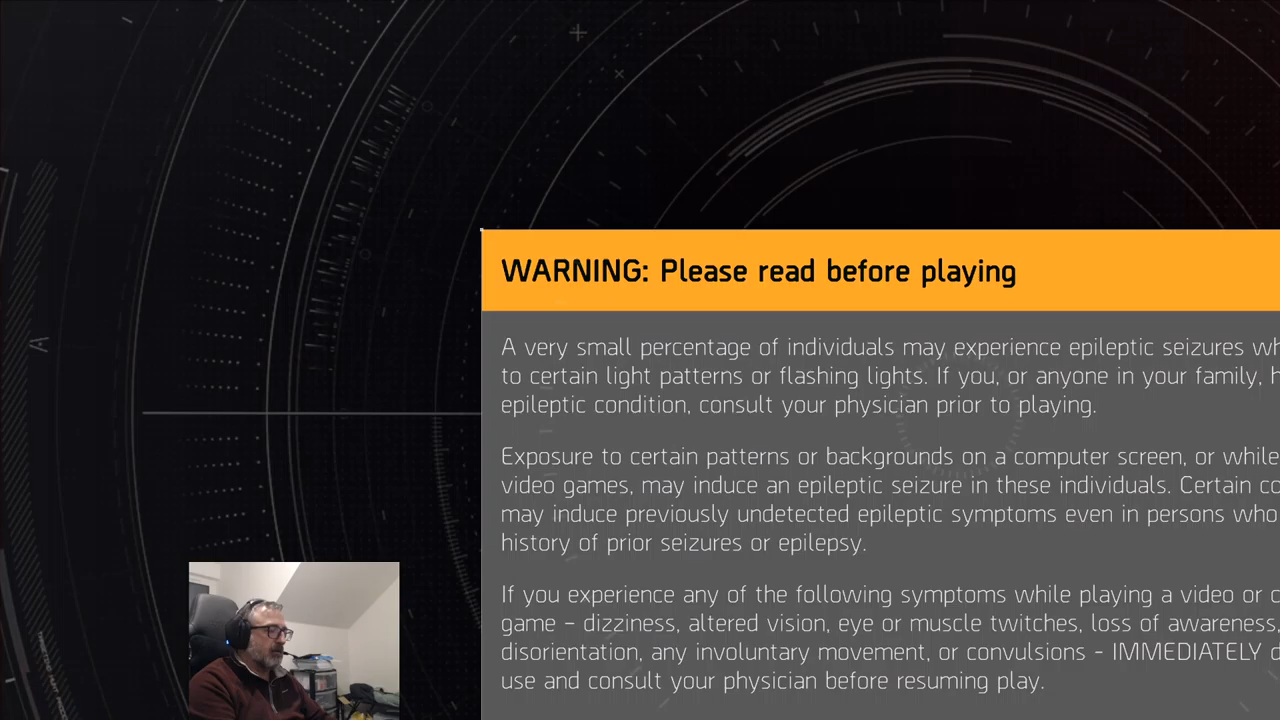 WARNING: Please read before playing
A very small percentage of individuals may experience epileptic seizures
to certain light patterns or flashing lights. If you, or anyone in your family,
epileptic condition, consult your physician prior to playing.
Exposure to certain patterns or backgrounds on a computer screen, or while
video games, may induce an epileptic seizure in these individuals. Certain
may induce previously undetected epileptic symptoms even in persons who
history of prior seizures or epilepsy.
If you experience any of the following symptoms while playing a video or
game – dizziness, altered vision, eye or muscle twitches, loss of awareness,
disorientation, any involuntary movement, or convulsions - IMMEDIATELY
use and consult your physician before resuming play.